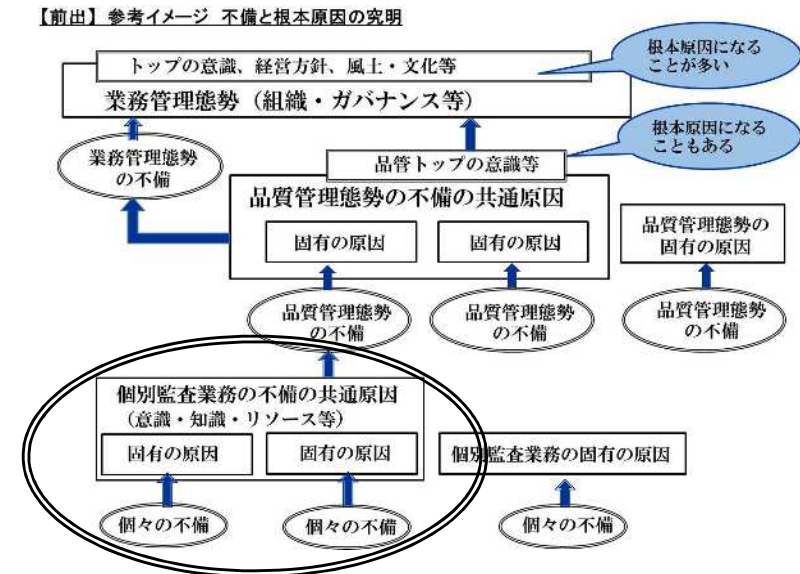 【前出】参考イメージ 不備と根本原因の究明
トップの意識、経営方針、風土・文化等
根本原因になる
ことが多い
業務管理態勢(組織・ガバナンス等)
業務管理態勢
の不備
根本原因になる
こともある
品管トップの意識等
品質管理態勢の不備の共通原因
固有の原因
固有の原因
品質管理態勢の
固有の原因
品質管理態勢
の不備
品質管理態勢
の不備
品質管理態勢
の不備
個別監査業務の不備の共通原因
(意識・知識・リソース等)
固有の原因
固有の原因
個別監査業務の固有の原因
個々の不備
個々の不備
個々の不備